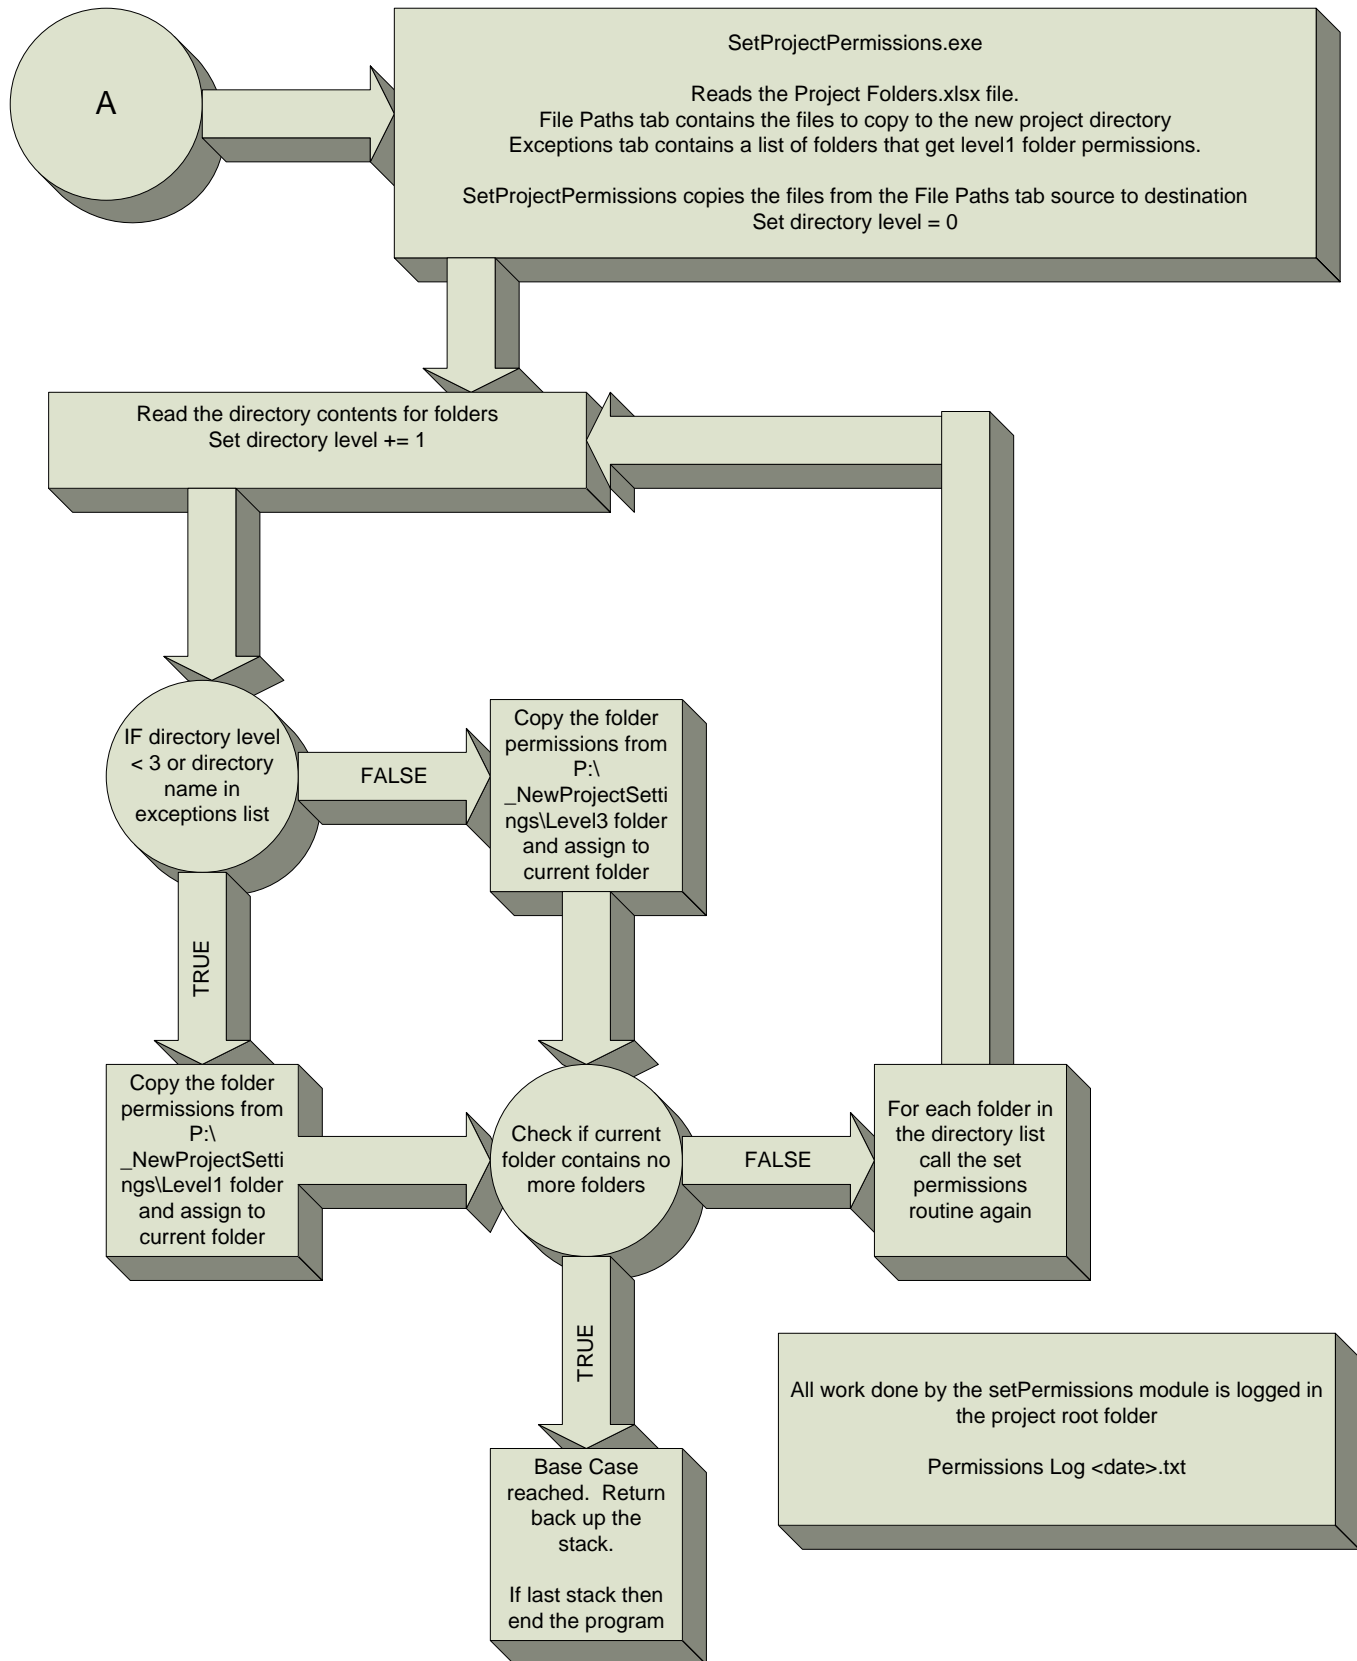 A
SetProjectPermissions.exe
Reads the Project Folders.xlsx file.
File Paths tab contains the files to copy to the new project directory
Exceptions tab contains a list of folders that get level1 folder permissions.
SetProjectPermissions copies the files from the File Paths tab source to destination
Set directory level = 0
Read the directory contents for folders
Set directory level += 1
IF directory level
< 3 or directory
name in
exceptions list
FALSE
Copy the folder
permissions from
P:\
_NewProjectSetti
ngs\Level3 folder
and assign to
current folder
TRUE
Copy the folder
permissions from
P:\
_NewProjectSetti
ngs\Level1 folder
and assign to
current folder
Check if current
folder contains no
more folders
FALSE
For each folder in
the directory list
call the set
permissions
routine again
TRUE
Base Case
reached.  Return
back up the
stack.
If last stack then
end the program
All work done by the setPermissions module is logged in
the project root folder
Permissions Log <date>.txt